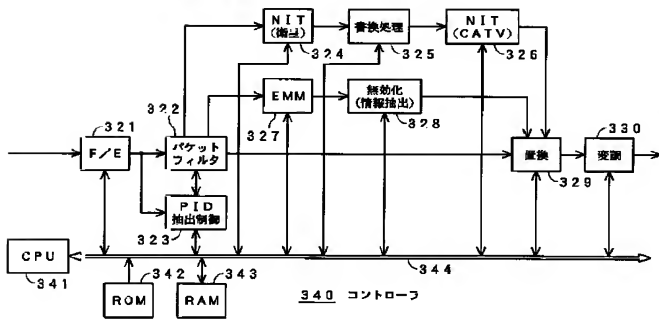 NIT
(衛星)
324
書換処理
325
NIT
(CATV)
326
EMM
327
無効化
(情報抽出)
328
321
F/E
322
パケット
フィルタ
PID
抽出制御
323
置換
329
330
変調
CPU
341
ROM
342
RAM
343
344
340 コントローラ